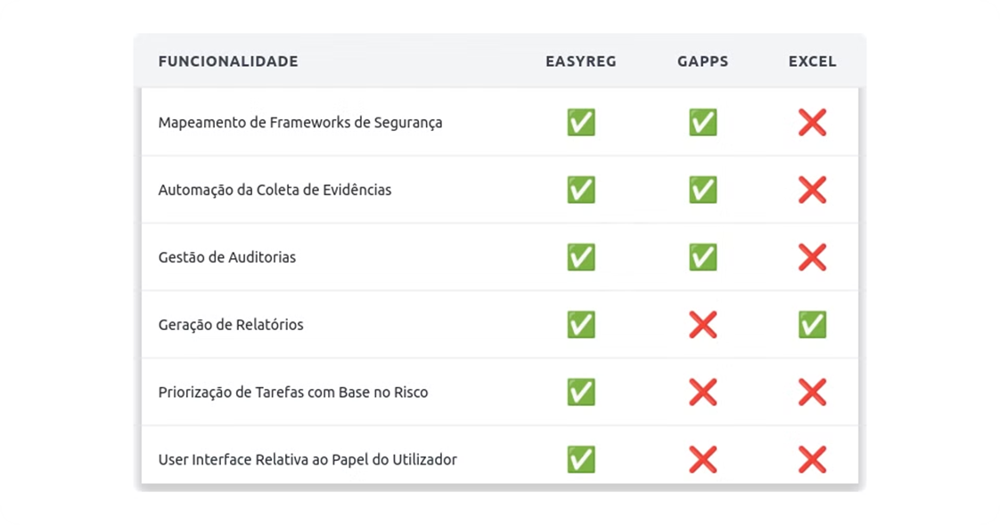 FUNCIONALIDADE EASYREG GAPPS EXCEL
Mapeamento de Frameworks de Segurança ✅ ✅ ❌
Automação da Coleta de Evidências ✅ ✅ ❌
Gestão de Auditorias ✅ ✅ ❌
Geração de Relatórios ✅ ❌ ✅
Priorização de Tarefas com Base no Risco ✅ ❌ ❌
User Interface Relativa ao Papel do Utilizador ✅ ❌ ❌